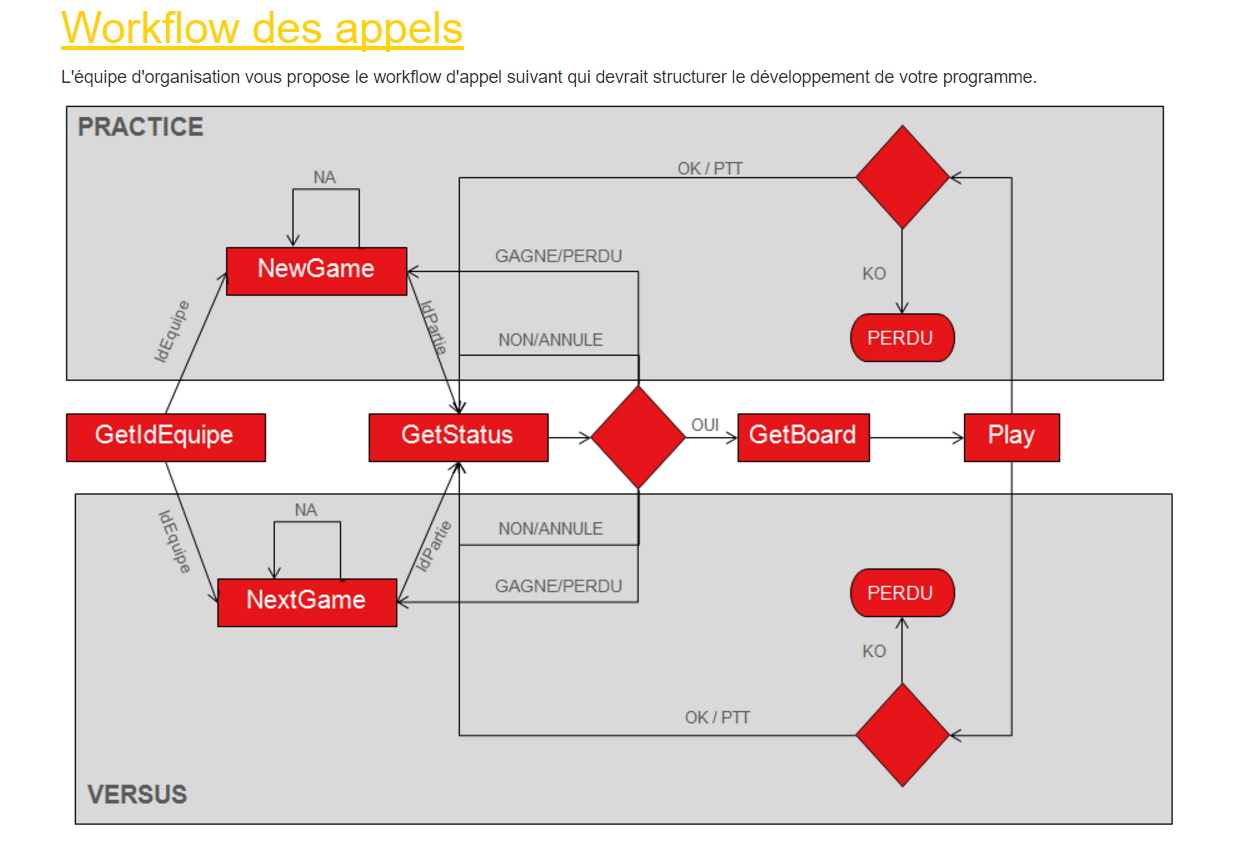 Workflow des appels
L'équipe d'organisation vous propose le workflow d'appel suivant qui devrait structurer le développement de votre programme.
PRACTICE
NA
OK / PTT
NewGame
GAGNE/PERDU
KO
IdEquipe
IdPartie
NON/ANNULE
PERDU
GetIdEquipe
GetStatus
OUI
GetBoard
Play
IdEquipe
NA
IdPartie
NON/ANNULE
NextGame
GAGNE/PERDU
PERDU
KO
OK / PTT
VERSUS